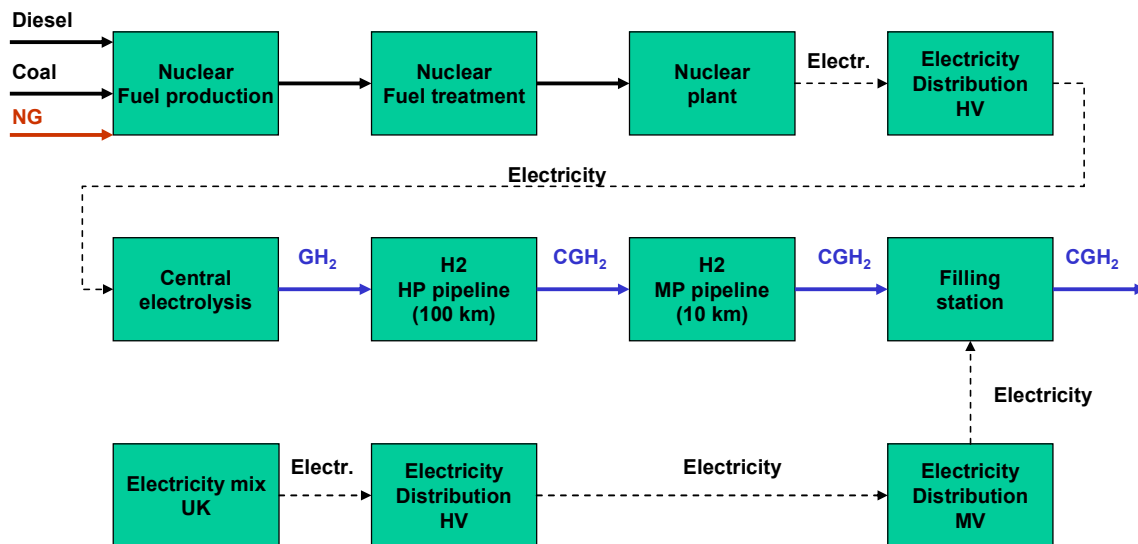 Diesel
Coal
NG
Nuclear
Fuel production
Nuclear
Fuel treatment
Nuclear
plant
Electr.
Electricity
Distribution
HV
Electricity
Central
electrolysis
GH₂
H2
HP pipeline
(100 km)
CGH₂
H2
MP pipeline
(10 km)
CGH₂
Filling
station
CGH₂
Electricity
Electricity mix
UK
Electr.
Electricity
Distribution
HV
Electricity
Electricity
Distribution
MV